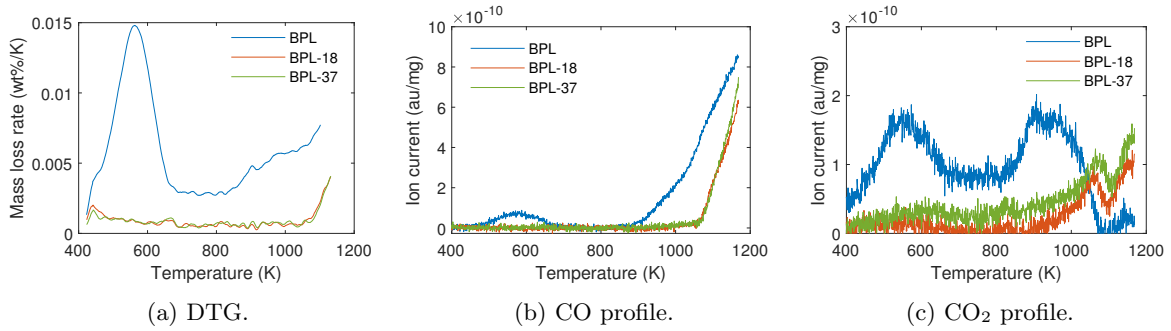 0.015
0.01
0.005
0
Mass loss rate (wt%/K)
BPL
BPL-18
BPL-37
400 600 800 1000 1200
Temperature (K)
(a) DTG.
×10-10
10
8
6
4
2
0
Ion current (au/mg)
BPL
BPL-18
BPL-37
400 600 800 1000 1200
Temperature (K)
(b) CO profile.
×10-10
3
2
1
0
Ion current (au/mg)
BPL
BPL-18
BPL-37
400 600 800 1000 1200
Temperature (K)
(c) CO₂ profile.